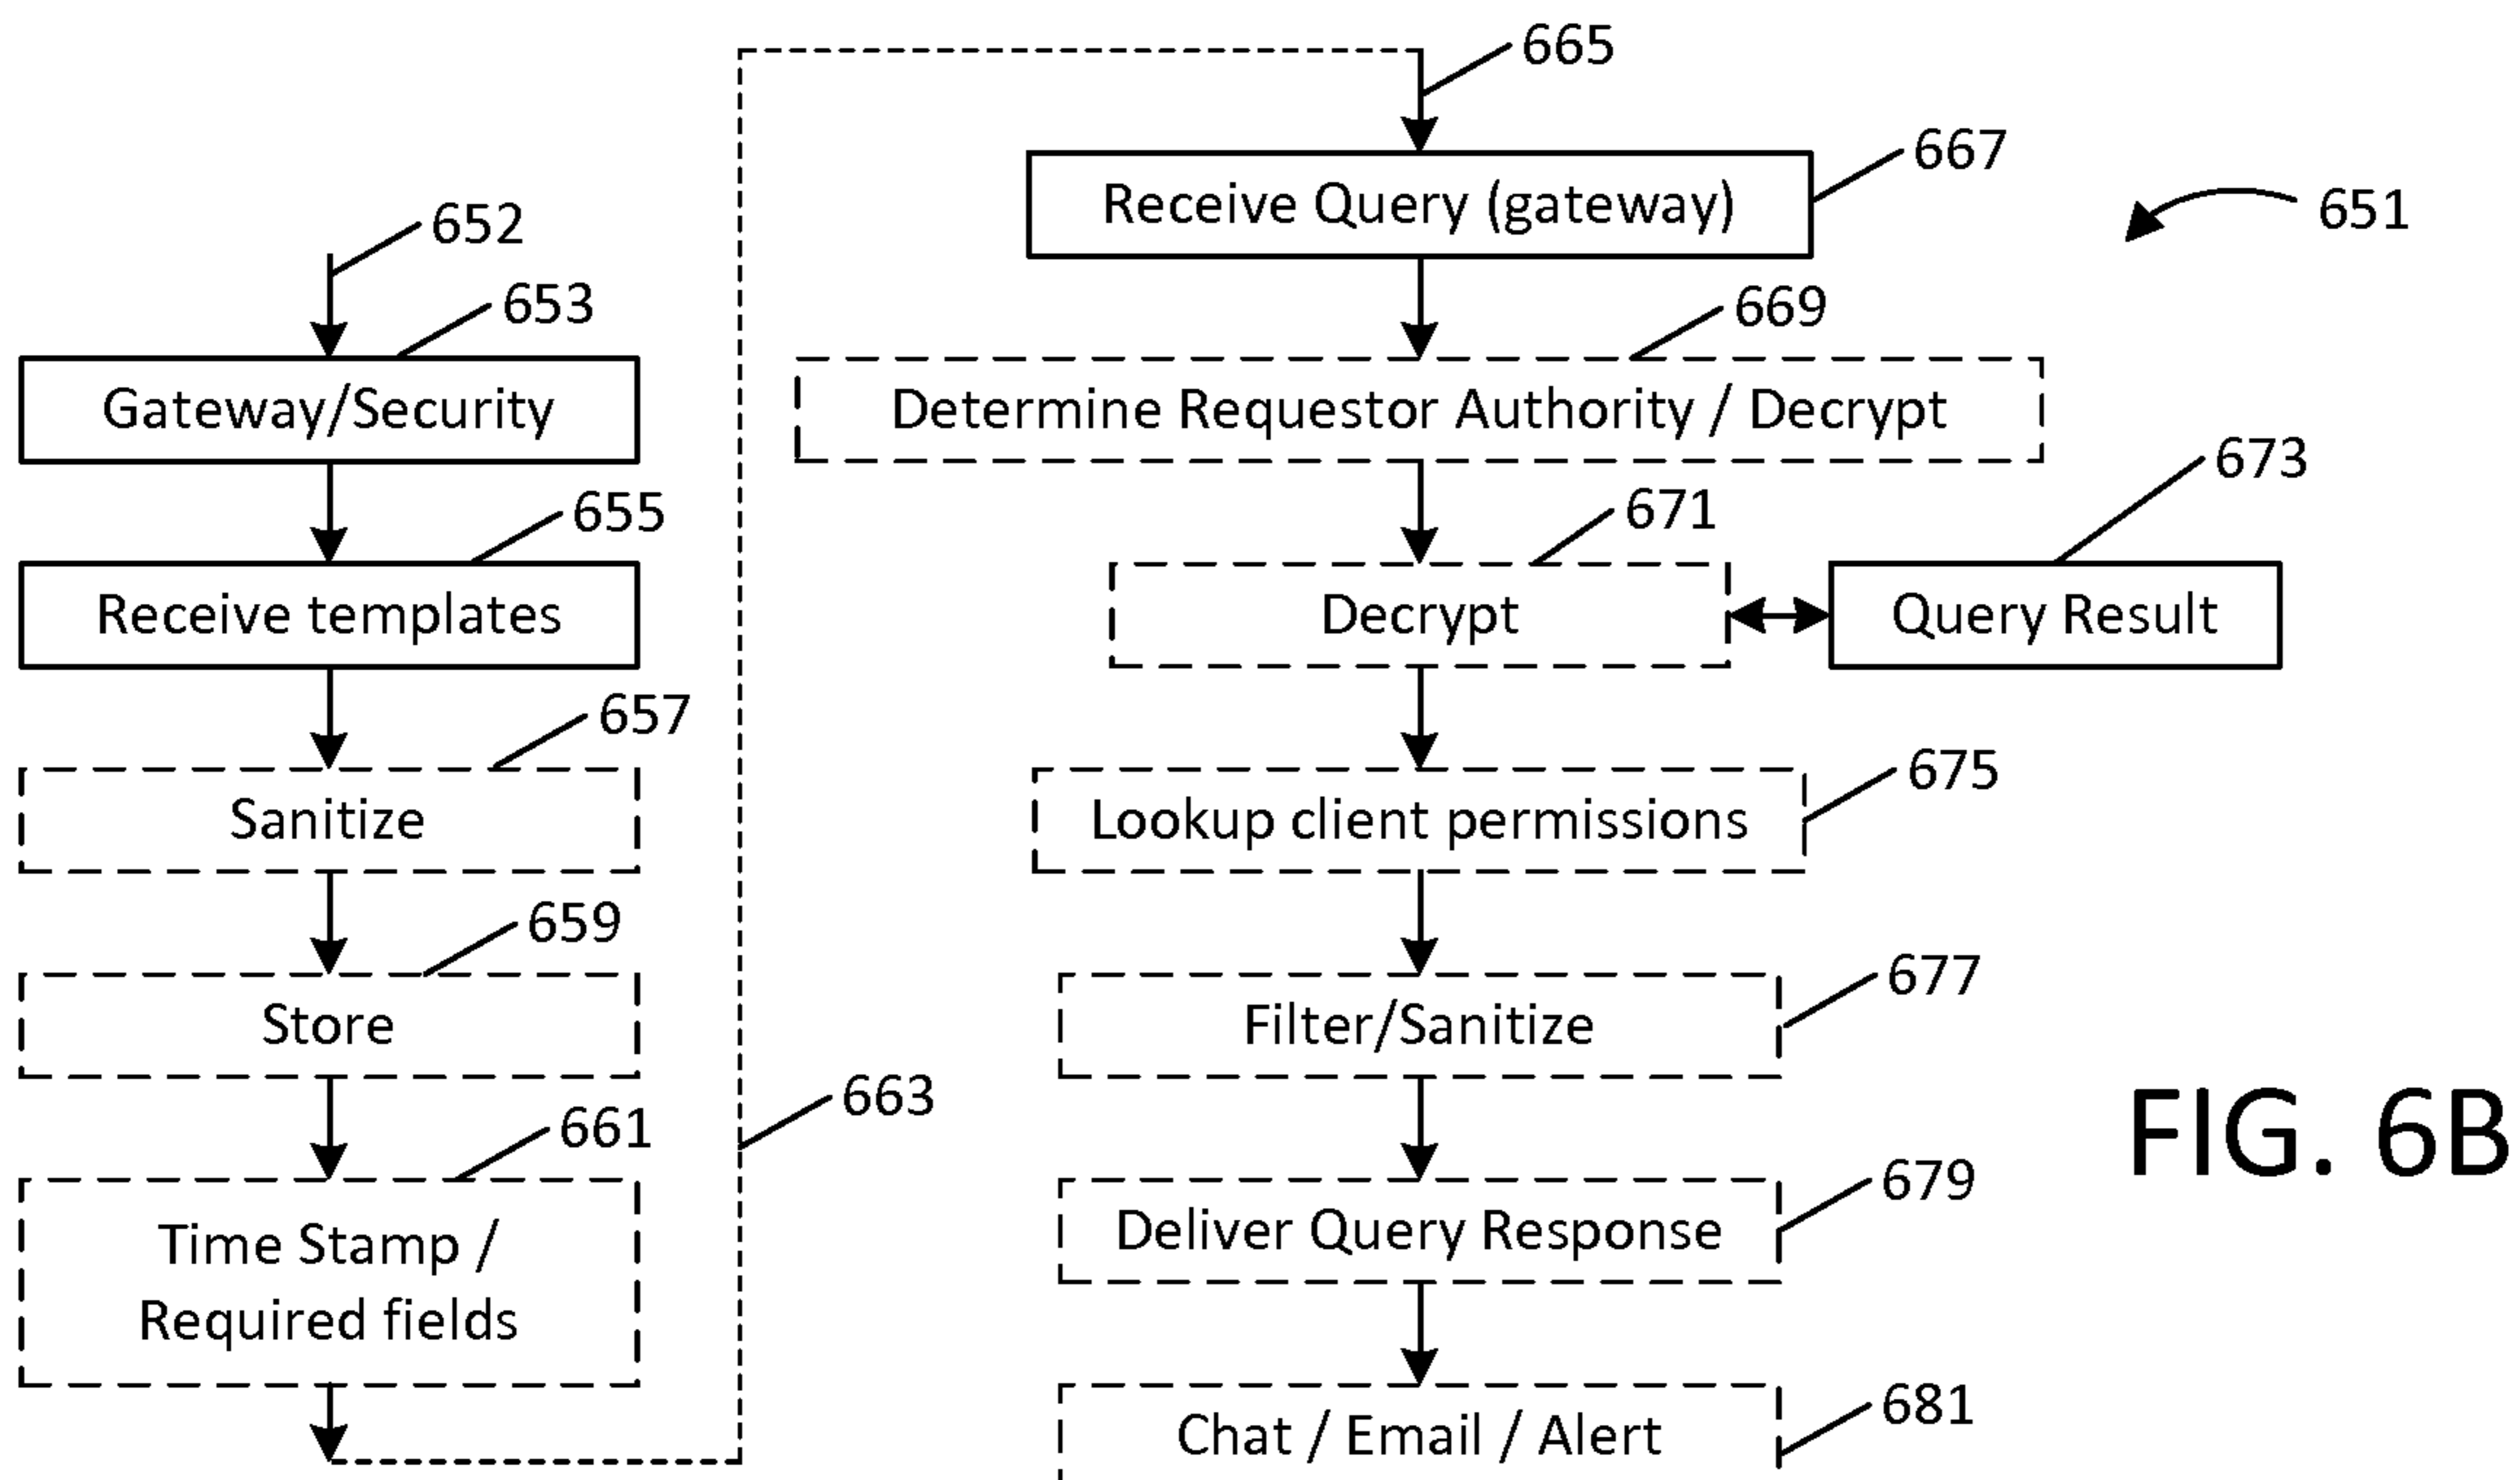 652
653
Gateway/Security
655
Receive templates
657
Sanitize
659
Store
661
Time Stamp /
Required fields
663
665
667
Receive Query (gateway)
651
669
Determine Requestor Authority / Decrypt
671
Decrypt
673
Query Result
675
Lookup client permissions
677
Filter/Sanitize
679
Deliver Query Response
681
Chat / Email / Alert
FIG. 6B